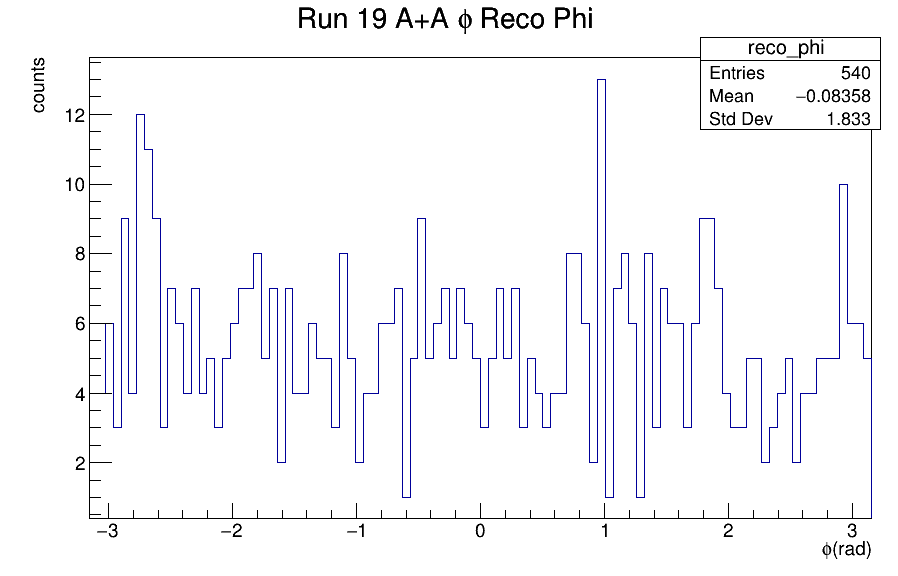 Run 19 A+A ϕ Reco Phi
reco_phi
Entries 540
Mean −0.08358
Std Dev 1.833
counts
12
10
8
6
4
2
−3 −2 −1 0 1 2 3
ϕ(rad)